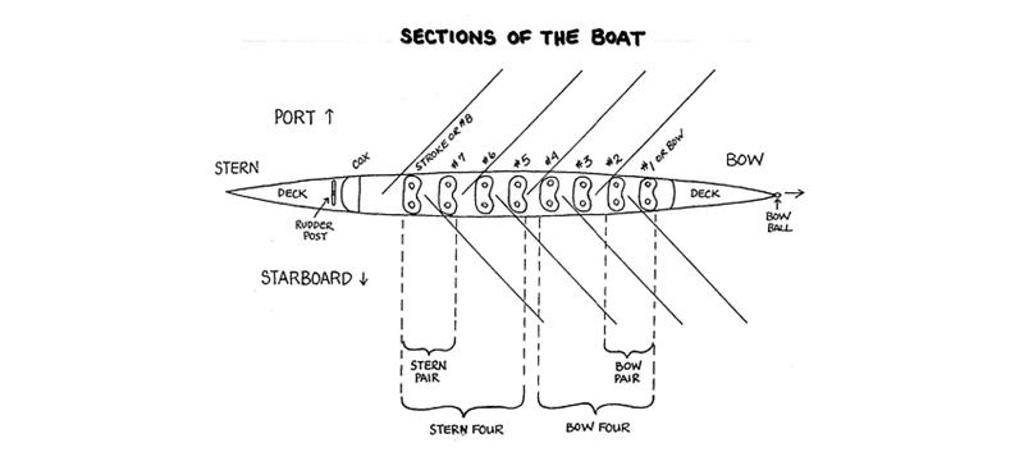 SECTIONS OF THE BOAT
PORT ↑
STERN
COX
STROKE OR #8
#7
#6
#5
#4
#3
#2
#1 OR BOW
BOW
DECK
DECK
RUDDER
POST
BOW
BALL
STARBOARD ↓
STERN
PAIR
BOW
PAIR
STERN FOUR
BOW FOUR